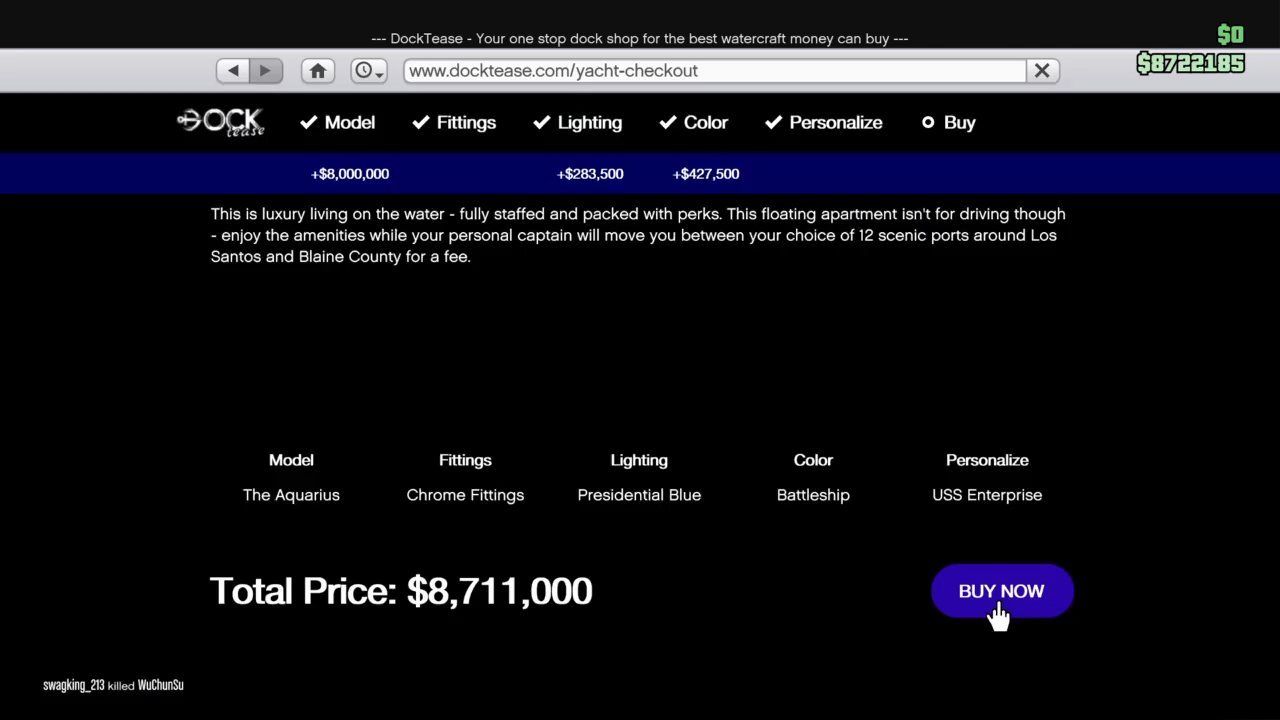 --- DockTease - Your one stop dock shop for the best watercraft money can buy ---
$0
$8722185
www.docktease.com/yacht-checkout
DOCK
tease
Model
Fittings
Lighting
Color
Personalize
Buy
+$8,000,000
+$283,500
+$427,500
This is luxury living on the water - fully staffed and packed with perks. This floating apartment isn't for driving though
- enjoy the amenities while your personal captain will move you between your choice of 12 scenic ports around Los
Santos and Blaine County for a fee.
Model
Fittings
Lighting
Color
Personalize
The Aquarius
Chrome Fittings
Presidential Blue
Battleship
USS Enterprise
Total Price: $8,711,000
BUY NOW
swagking_213 killed WuChunSu